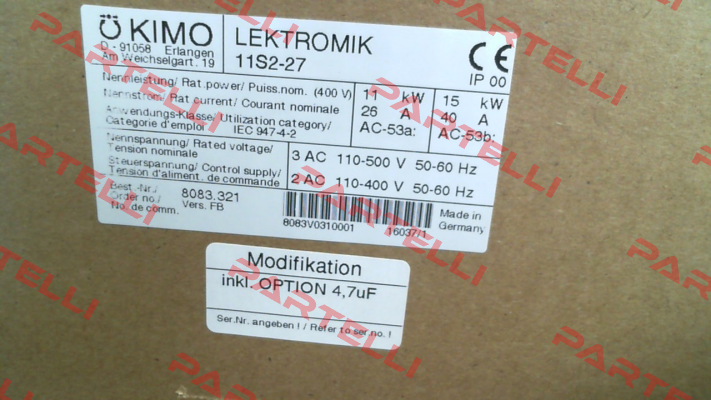 KIMO
D - 91058 Erlangen
Am Weichselgart. 19
LEKTROMIK
11S2-27
CE
IP 00
Nennleistung/ Rat.power/ Puiss.nom. (400 V)
Nennstrom/ Rat current/ Courant nominale
Anwendungs-Klasse/ Utilization category/
Categorie d'emploi IEC 947-4-2
11 kW
26 A
AC-53a:
15 kW
40 A
AC-53b:
Nennspannung/ Rated voltage/
Tension nominale
3 AC 110-500 V 50-60 Hz
Steuerspannung/ Control supply/
Tension d'aliment. de commande
2 AC 110-400 V 50-60 Hz
Best.-Nr./
Order no./
No. de comm.
8083.321
Vers. FB
8083V0310001
16037/1
Made in
Germany
Modifikation
inkl. OPTION 4,7uF
Ser.Nr. angeben ! / Refer to ser.no. !
PARTELLI
PARTELLI
PARTELLI
PARTELLI
PARTELLI